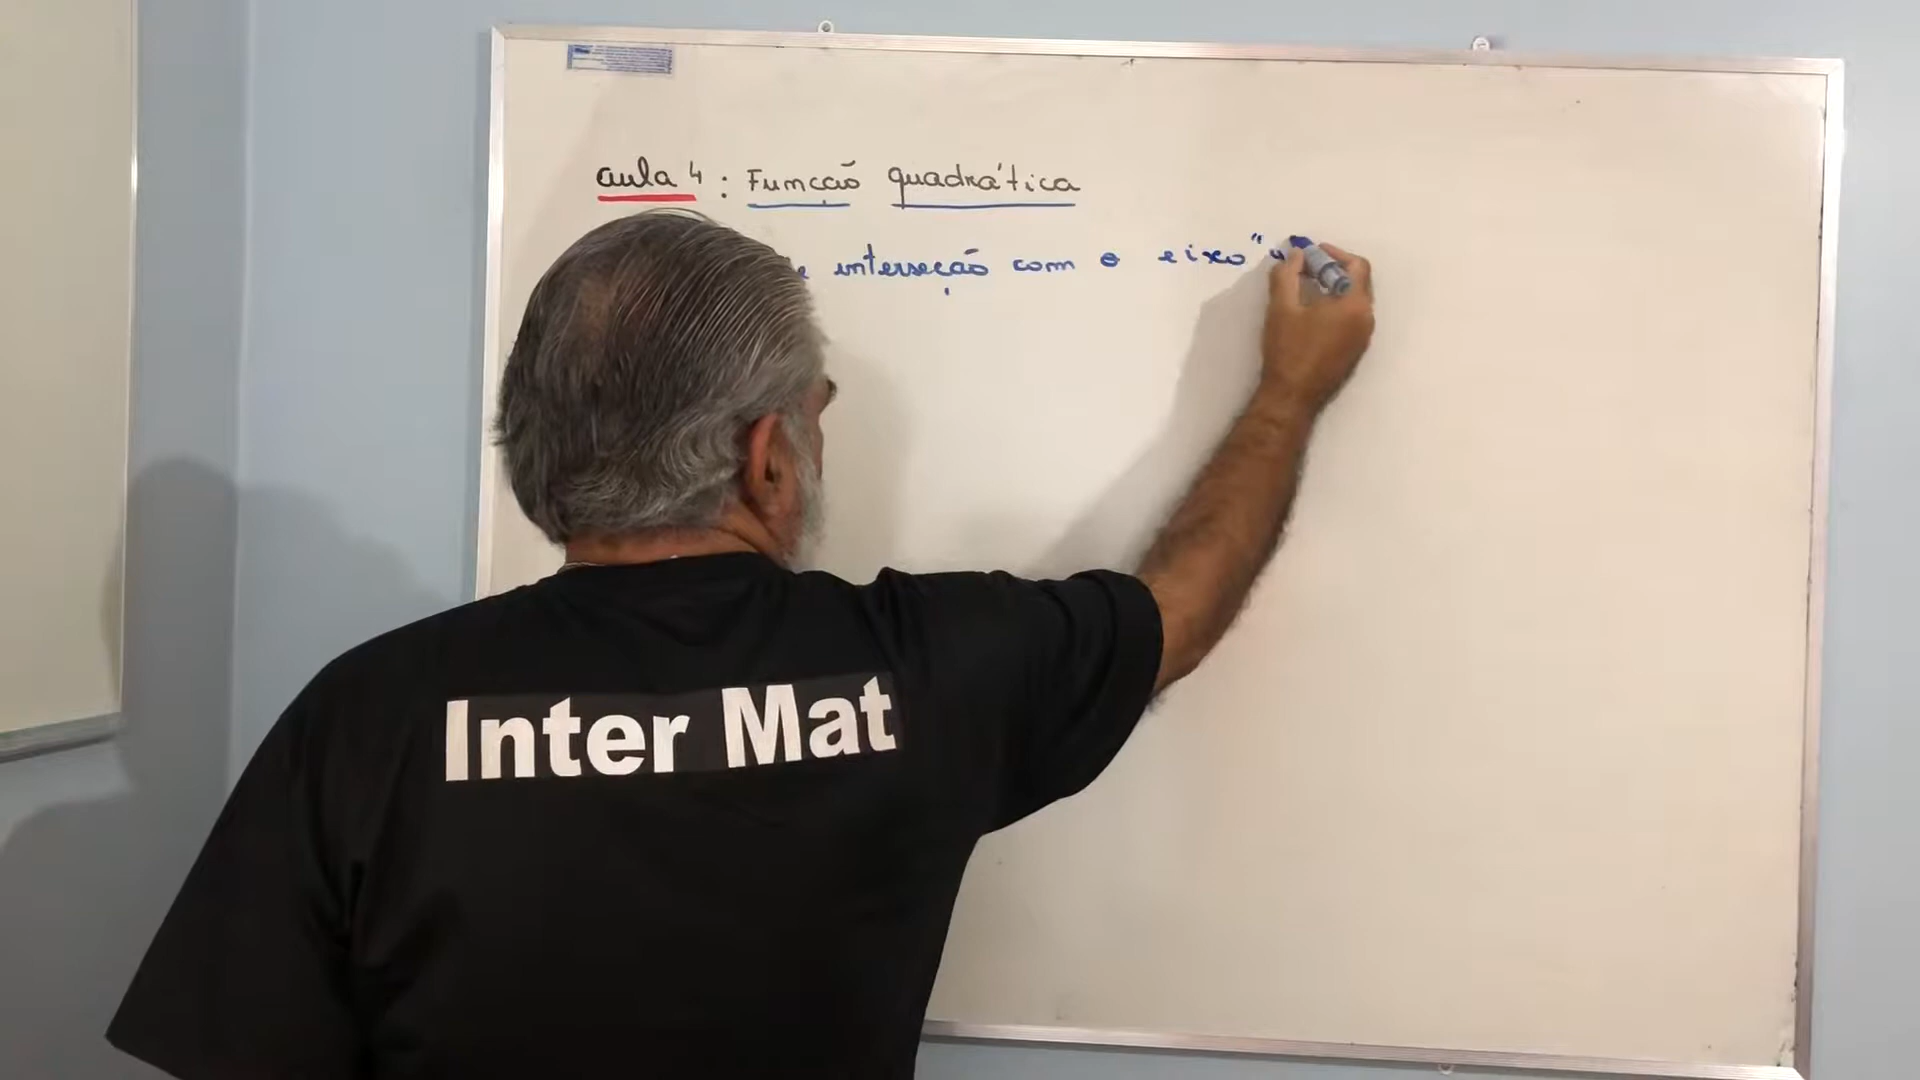 aula 4 : Função quadrática
e interseção com o eixo "y
Inter Mat